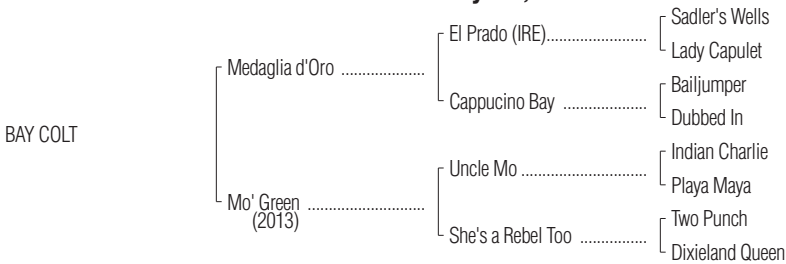 Sadler's Wells
El Prado (IRE)......................
Lady Capulet
Medaglia d'Oro ....................
Bailjumper
Cappucino Bay .................
Dubbed In
BAY COLT
Indian Charlie
Uncle Mo ...........................
Playa Maya
Mo' Green .........................
(2013)
Two Punch
She's a Rebel Too .............
Dixieland Queen